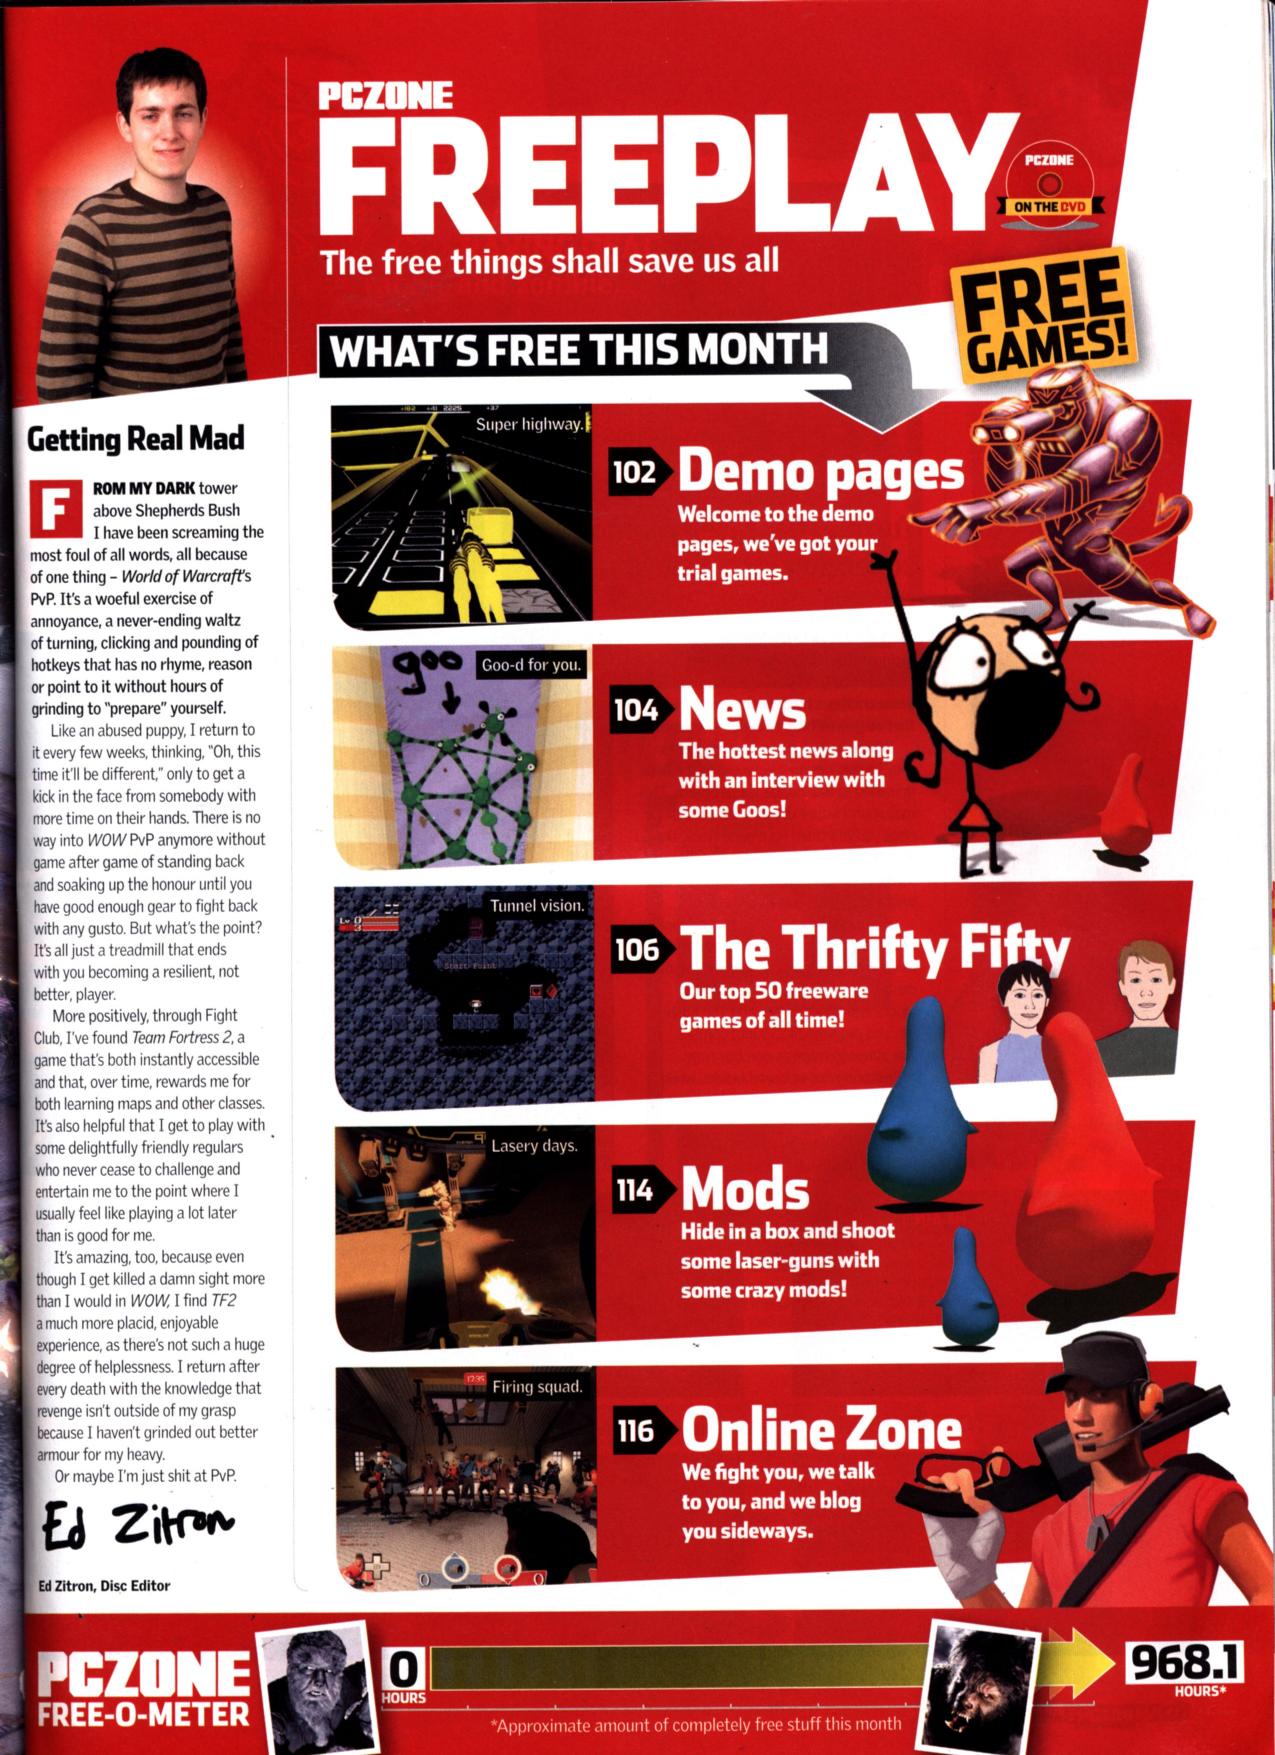 PCZONE
FREEPLAY
PCZONE
ON THE DVD
The free things shall save us all
FREE
GAMES!
WHAT'S FREE THIS MONTH
Getting Real Mad
FROM MY DARK tower
above Shepherds Bush
I have been screaming the
most foul of all words, all because
of one thing – World of Warcraft's
PvP. It's a woeful exercise of
annoyance, a never-ending waltz
of turning, clicking and pounding of
hotkeys that has no rhyme, reason
or point to it without hours of
grinding to "prepare" yourself.
Like an abused puppy, I return to
it every few weeks, thinking, "Oh, this
time it'll be different," only to get a
kick in the face from somebody with
more time on their hands. There is no
way into WOW PvP anymore without
game after game of standing back
and soaking up the honour until you
have good enough gear to fight back
with any gusto. But what's the point?
It's all just a treadmill that ends
with you becoming a resilient, not
better, player.
More positively, through Fight
Club, I've found Team Fortress 2, a
game that's both instantly accessible
and that, over time, rewards me for
both learning maps and other classes.
It's also helpful that I get to play with
some delightfully friendly regulars
who never cease to challenge and
entertain me to the point where I
usually feel like playing a lot later
than is good for me.
It's amazing, too, because even
though I get killed a damn sight more
than I would in WOW, I find TF2
a much more placid, enjoyable
experience, as there's not such a huge
degree of helplessness. I return after
every death with the knowledge that
revenge isn't outside of my grasp
because I haven't grinded out better
armour for my heavy.
Or maybe I'm just shit at PvP.
Ed Zitron
Ed Zitron, Disc Editor
Super highway.
102 Demo pages
Welcome to the demo
pages, we've got your
trial games.
goo
Goo-d for you.
104 News
The hottest news along
with an interview with
some Goos!
Tunnel vision.
Start Point
106 The Thrifty Fifty
Our top 50 freeware
games of all time!
Lasery days.
114 Mods
Hide in a box and shoot
some laser-guns with
some crazy mods!
Firing squad.
116 Online Zone
We fight you, we talk
to you, and we blog
you sideways.
PCZONE
FREE-O-METER
0
HOURS
968.1
HOURS*
*Approximate amount of completely free stuff this month